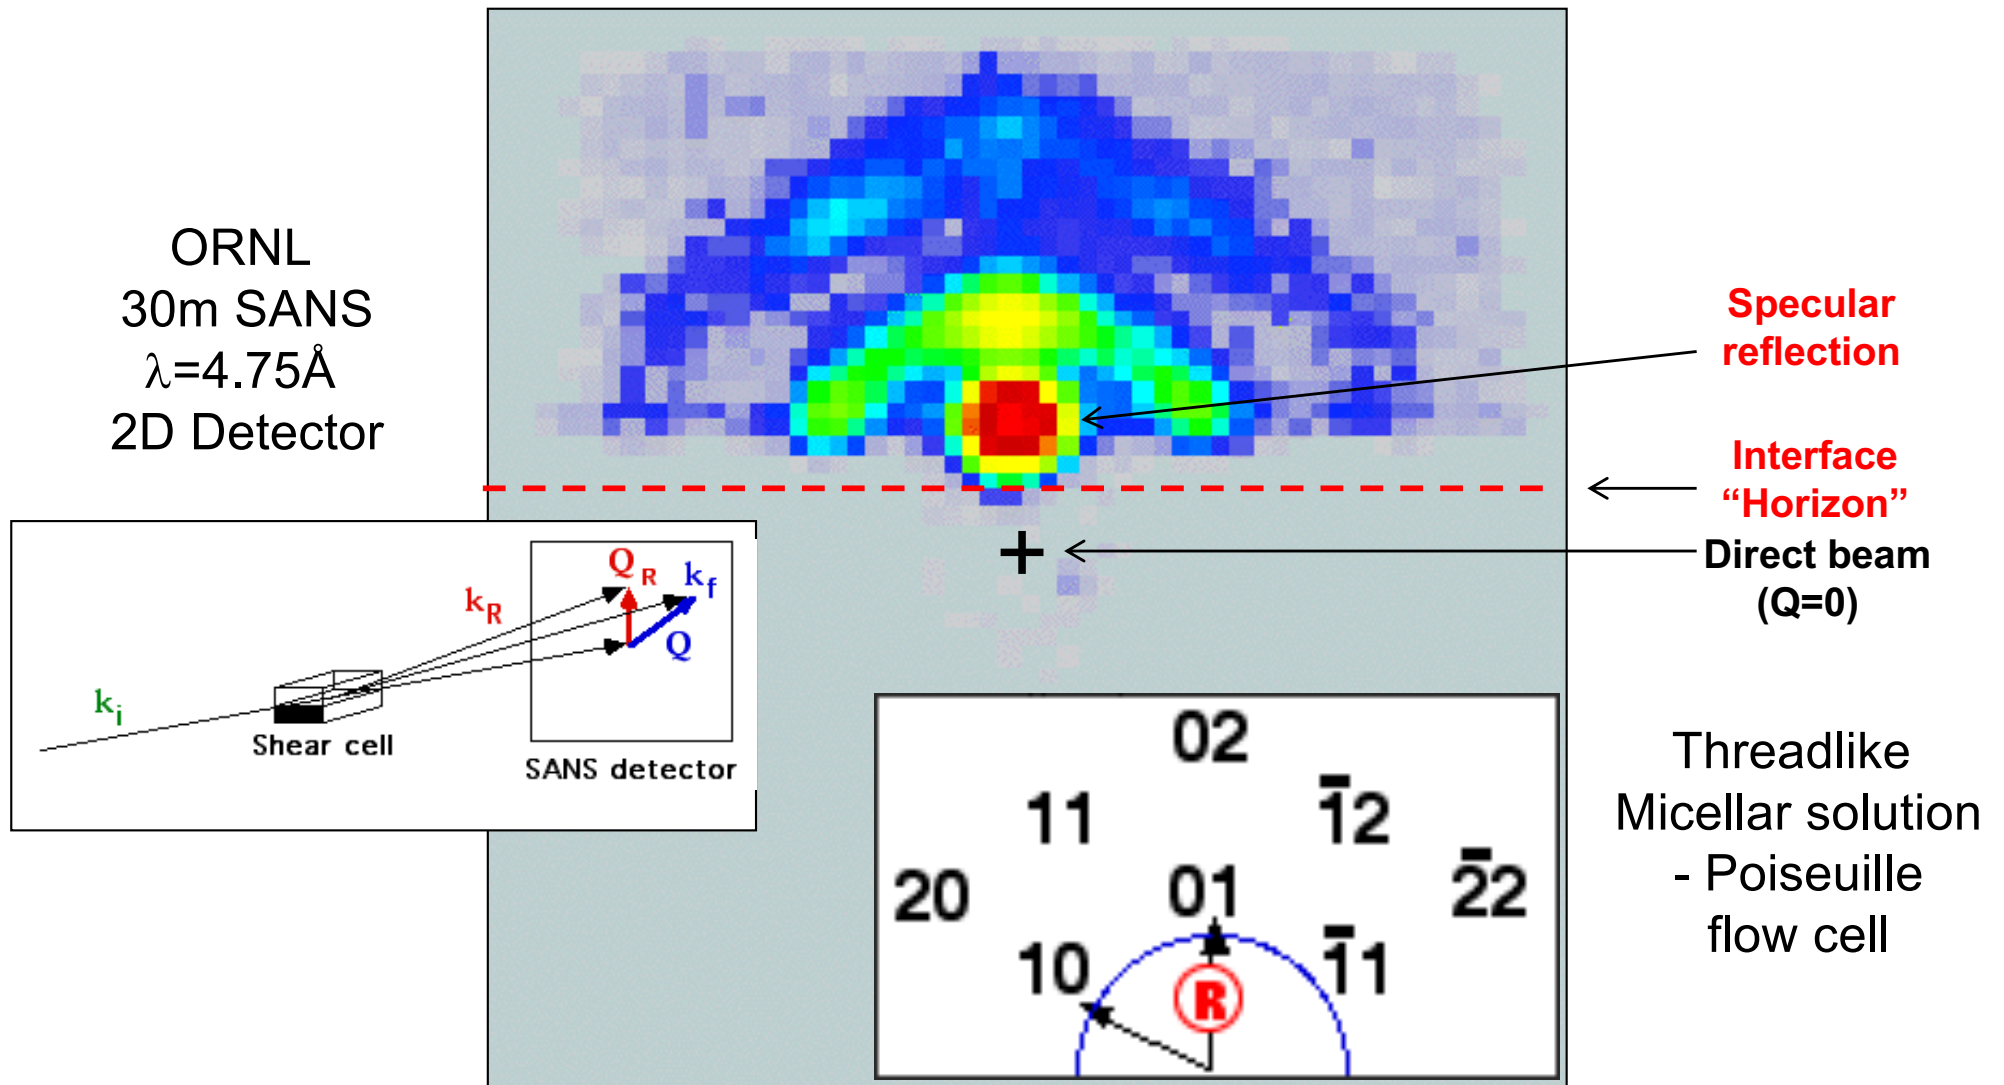 ORNL
30m SANS
λ=4.75Å
2D Detector
Specular
reflection
Interface
“Horizon”
Direct beam
(Q=0)
Q R
k f
k R
Q
k i
Shear cell
SANS detector
02
11
1̅2
20
01
2̅2
10
1̅1
R
Threadlike
Micellar solution
- Poiseuille
flow cell